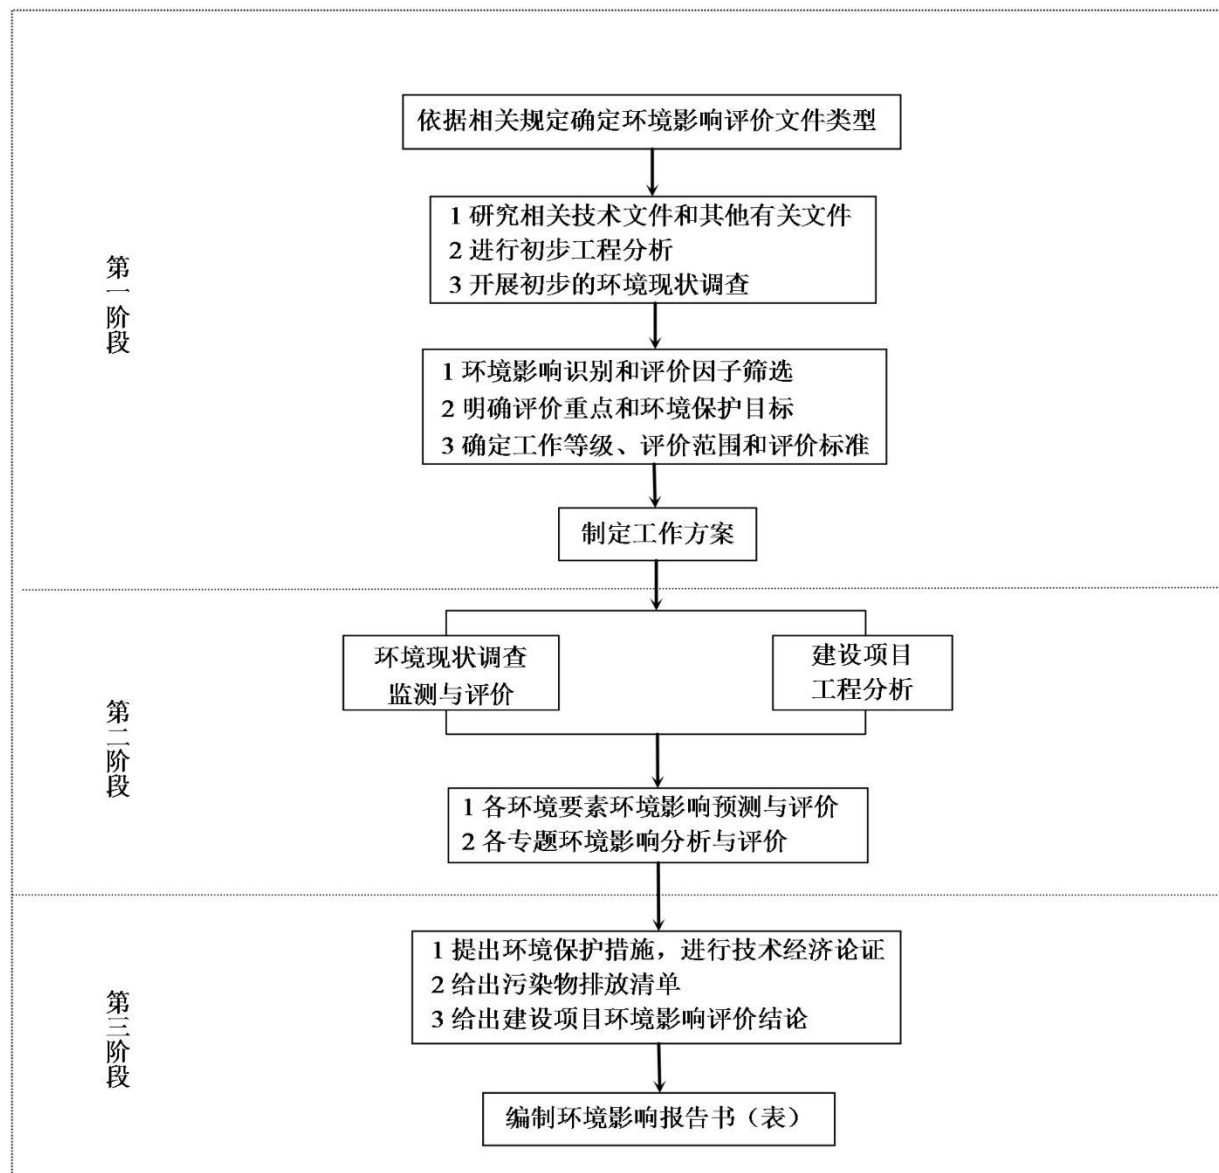 依据相关规定确定环境影响评价文件类型
1 研究相关技术文件和其他有关文件
2 进行初步工程分析
3 开展初步的环境现状调查
第一阶段
1 环境影响识别和评价因子筛选
2 明确评价重点和环境保护目标
3 确定工作等级、评价范围和评价标准
制定工作方案
环境现状调查
监测与评价
建设项目
工程分析
第二阶段
1 各环境要素环境影响预测与评价
2 各专题环境影响分析与评价
1 提出环境保护措施，进行技术经济论证
2 给出污染物排放清单
3 给出建设项目环境影响评价结论
第三阶段
编制环境影响报告书（表）